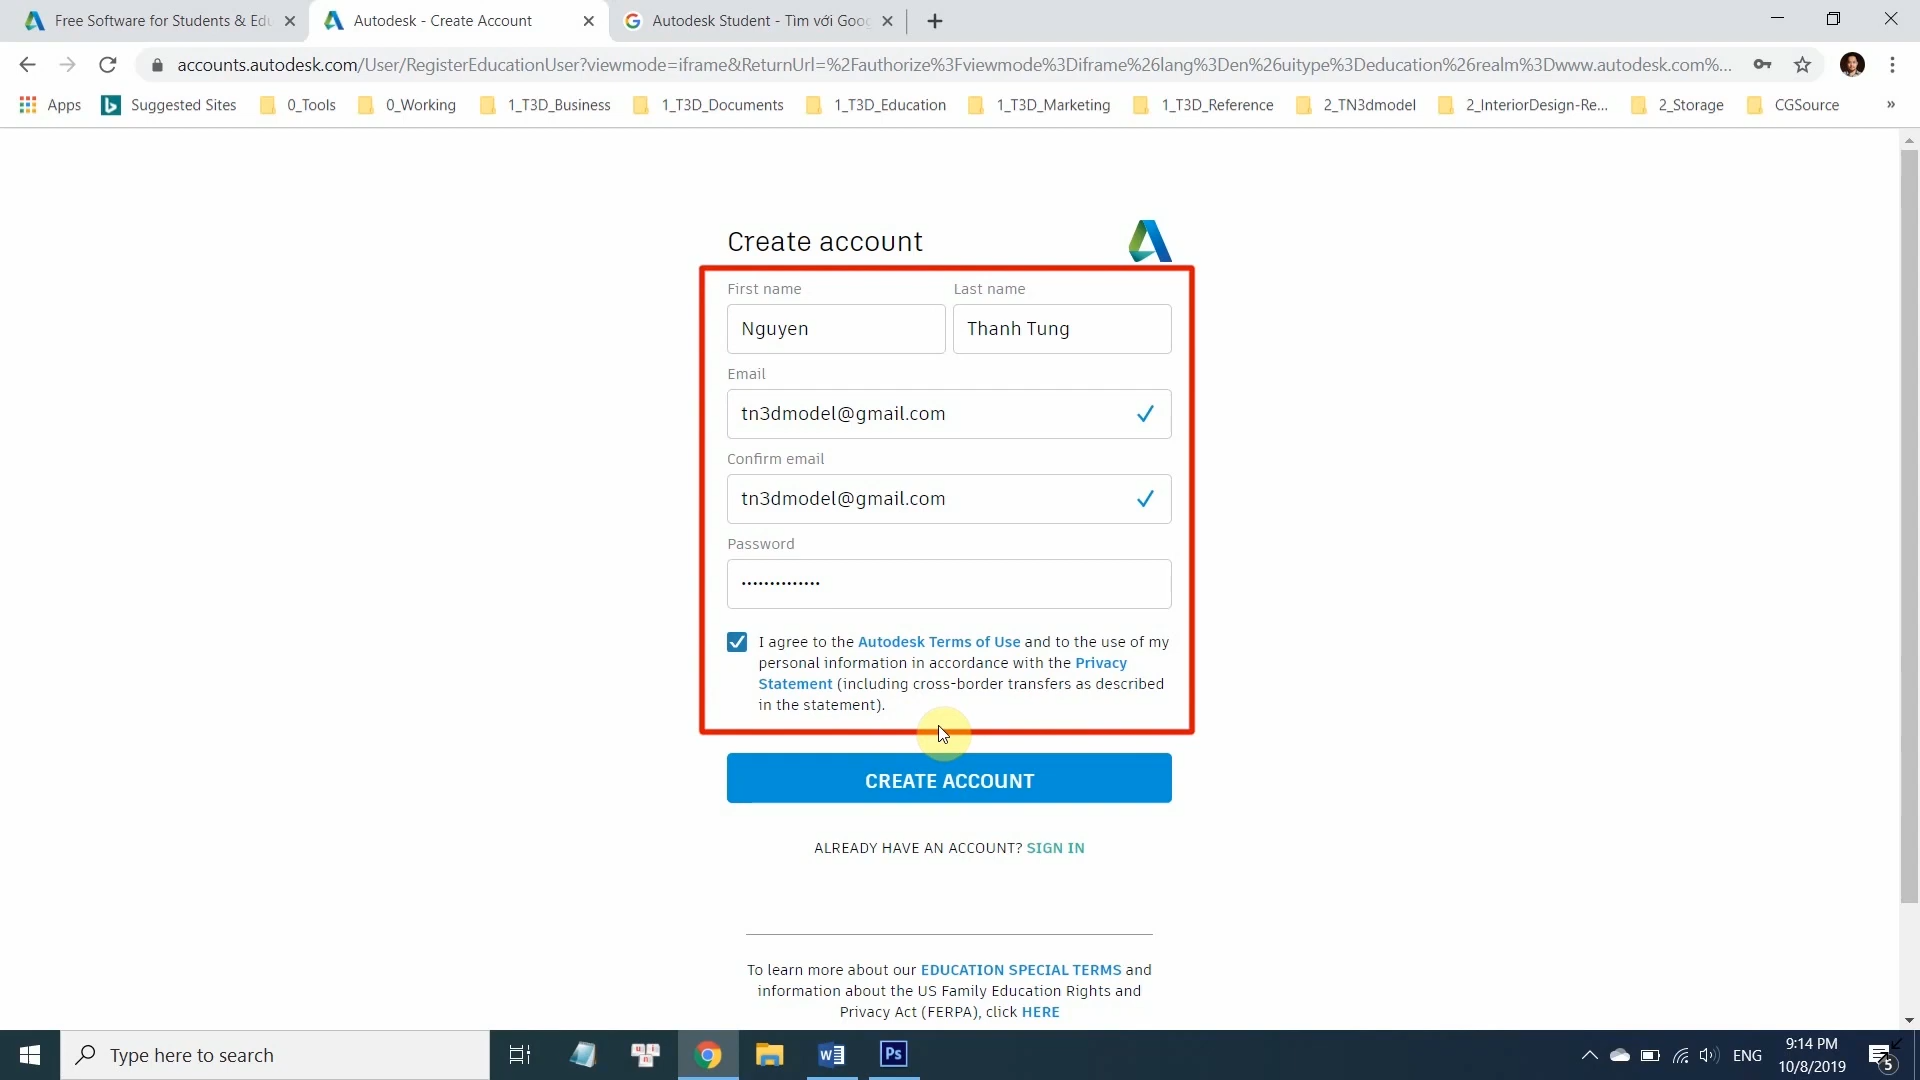 Free Software for Students & Edu
Autodesk - Create Account
Autodesk Student - Tìm với Goog
accounts.autodesk.com/User/RegisterEducationUser?viewmode=iframe&ReturnUrl=%2Fauthorize%3Fviewmode%3Diframe%26lang%3Den%26uitype%3Deducation%26realm%3Dwww.autodesk.com%...
Apps
Suggested Sites
0_Tools
0_Working
1_T3D_Business
1_T3D_Documents
1_T3D_Education
1_T3D_Marketing
1_T3D_Reference
2_TN3dmodel
2_InteriorDesign-Re...
2_Storage
CGSource
»
Create account
First name Last name
Nguyen Thanh Tung
Email
tn3dmodel@gmail.com
Confirm email
tn3dmodel@gmail.com
Password
••••••••••••••
I agree to the Autodesk Terms of Use and to the use of my
personal information in accordance with the Privacy
Statement (including cross-border transfers as described
in the statement).
CREATE ACCOUNT
ALREADY HAVE AN ACCOUNT? SIGN IN
To learn more about our EDUCATION SPECIAL TERMS and
information about the US Family Education Rights and
Privacy Act (FERPA), click HERE
Type here to search
Ps
ENG
9:14 PM
10/8/2019
5